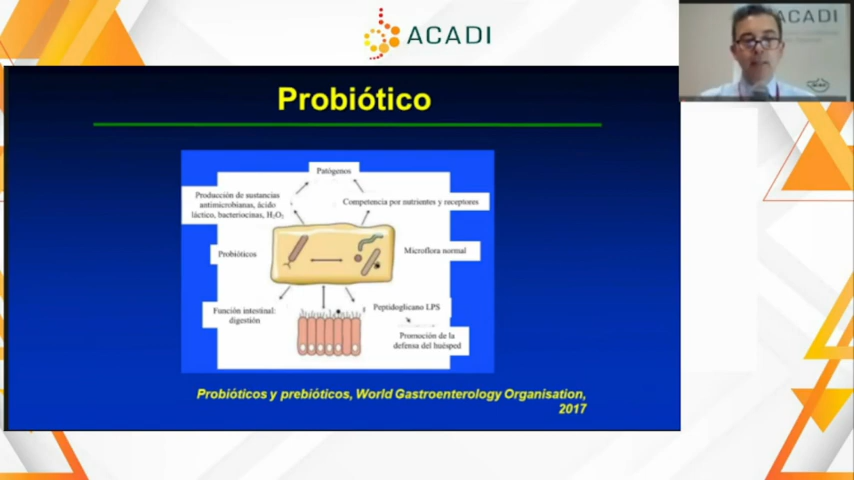 ACADI
ACADI
Probiótico
Patógenos
Producción de sustancias
antimicrobianas, ácido
láctico, bacteriocinas, H₂O₂
Competencia por nutrientes y receptores
Probióticos
Microflora normal
Función intestinal:
digestión
Peptidoglicano LPS
Promoción de la
defensa del huésped
Probióticos y prebióticos, World Gastroenterology Organisation,
2017